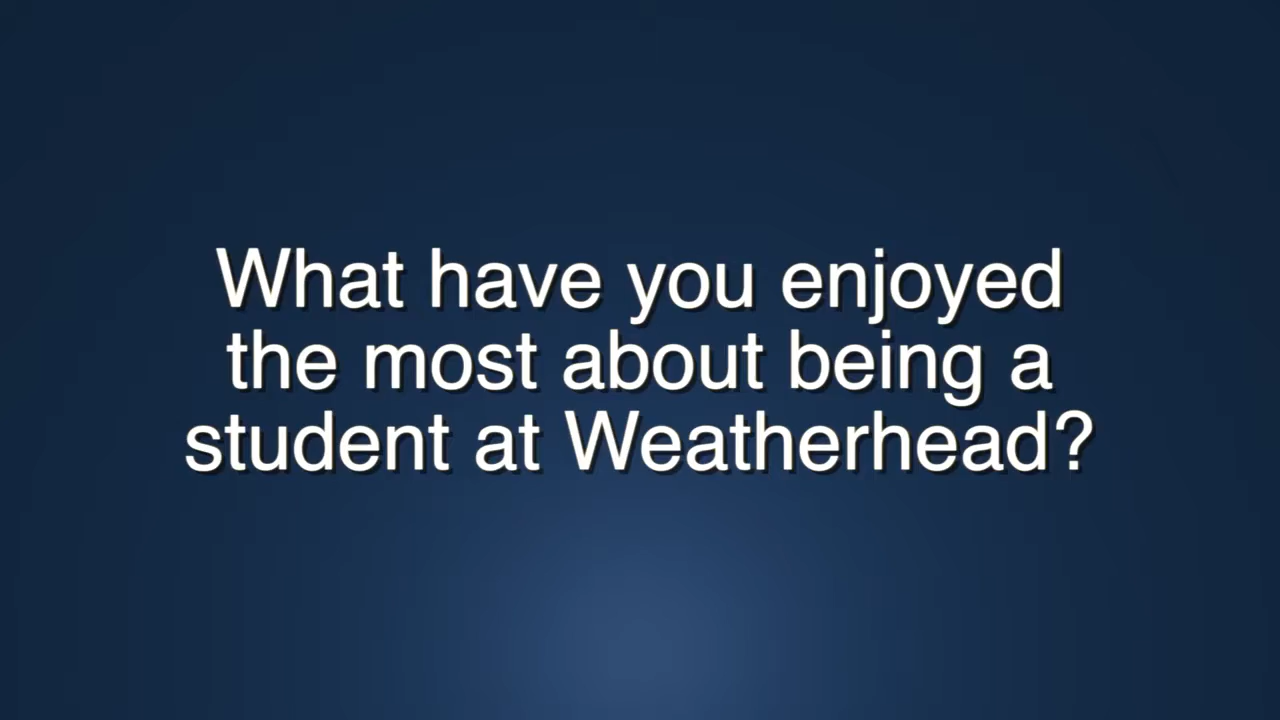 What have you enjoyed
the most about being a
student at Weatherhead?